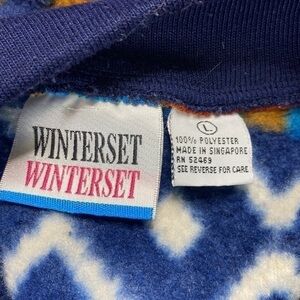 WINTERSET
WINTERSET
L
100% POLYESTER
MADE IN SINGAPORE
RN 52469
SEE REVERSE FOR CARE